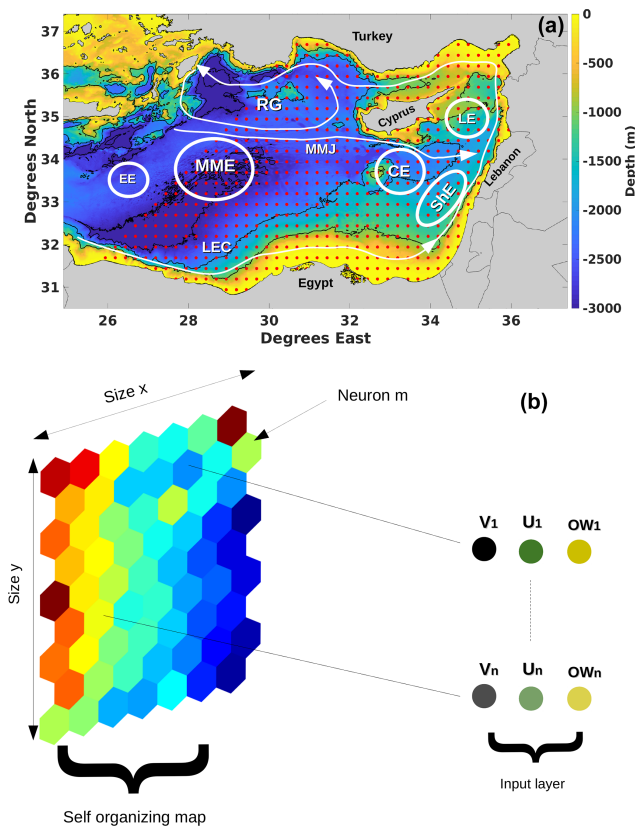 (a)
Turkey
37
36
35
34
33
32
31
Degrees North
RG
Cyprus
LE
MMJ
EE
MME
CE
ShE
Lebanon
LEC
Egypt
26
28
30
32
34
36
Degrees East
0
-500
-1000
-1500
-2000
-2500
-3000
Depth (m)
(b)
Size x
Neuron m
Size y
V1 U1 OW1
Vn Un OWn
Input layer
Self organizing map